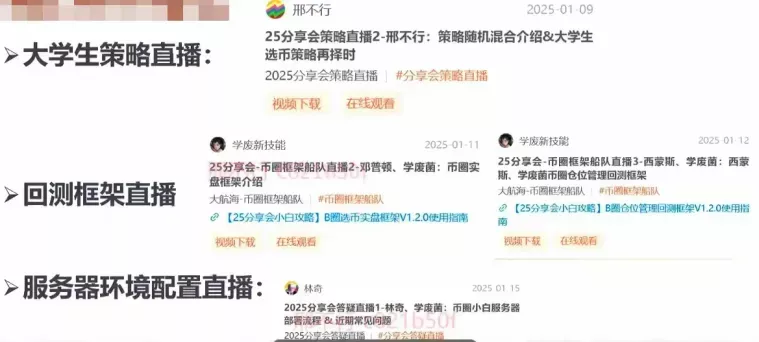 邢不行
2025-01-09
25分享会策略直播2-邢不行：策略随机混合介绍&大学生
选币策略再择时
2025分享会策略直播 | #分享会策略直播
视频下载 在线观看
➢大学生策略直播：
学废新技能
2025-01-11
25分享会-币圈框架船队直播2-邓管顿、学废菌：币圈实
盘框架介绍
大航海-币圈框架船队 | #币圈框架船队
【25分享会小白攻略】B圈选币实盘框架V1.2.0使用指南
视频下载 在线观看
学废新技能
2025-01-12
25分享会-币圈框架船队直播3-西蒙斯、学废菌：西蒙
斯、学废菌币圈仓位管理回测框架
大航海-币圈框架船队 | #币圈框架船队
【25分享会小白攻略】B圈仓位管理回测框架V1.2.0使用指
南
视频下载 在线观看
➢回测框架直播
➢服务器环境配置直播：
林奇
2025-01-15
2025分享会答疑直播1-林奇、学废菌：币圈小白服务器
部署流程 & 近期常见问题
2025分享会答疑直播 | #分享会答疑直播